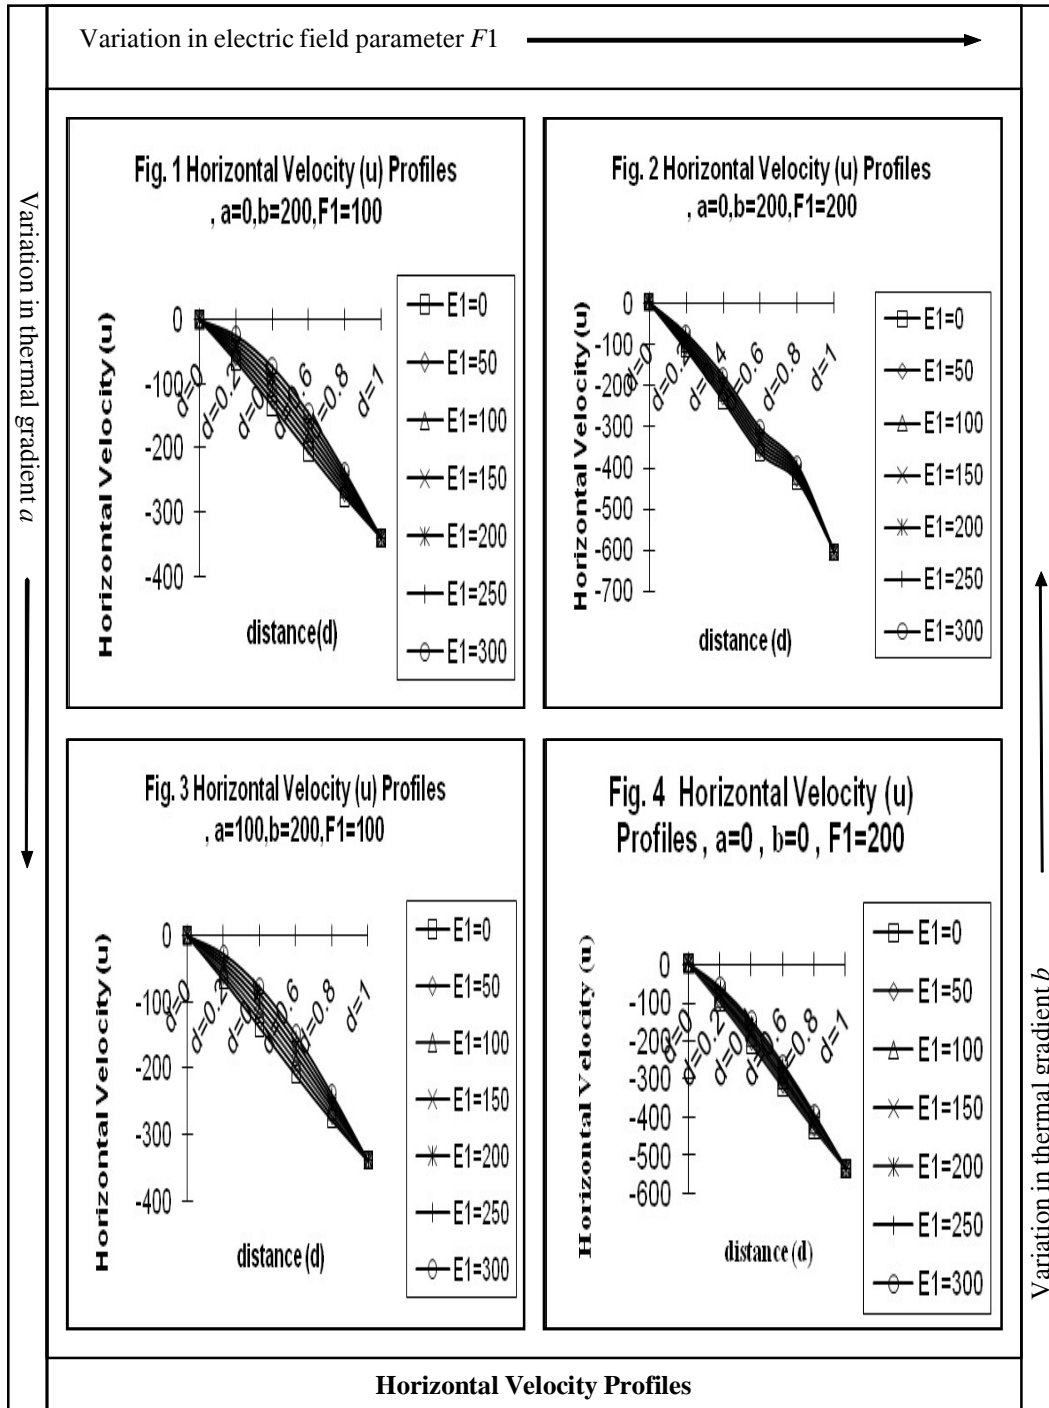 Variation in electric field parameter F1
Variation in thermal gradient a
Fig. 1 Horizontal Velocity (u) Profiles
, a=0,b=200,F1=100
Horizontal Velocity (u)
0
-100
-200
-300
-400
d=0
d=0.2
d=0.8
d=1
distance(d)
E1=0
E1=50
E1=100
E1=150
E1=200
E1=250
E1=300
Fig. 2 Horizontal Velocity (u) Profiles
, a=0,b=200,F1=200
Horizontal Velocity (u)
0
-100
-200
-300
-400
-500
-600
-700
d=0
d=0.8
d=1
distance (d)
E1=0
E1=50
E1=100
E1=150
E1=200
E1=250
E1=300
Fig. 3 Horizontal Velocity (u) Profiles
, a=100,b=200,F1=100
Horizontal Velocity (u)
0
-100
-200
-300
-400
d=0
d=0.2
d=0.8
d=1
distance (d)
E1=0
E1=50
E1=100
E1=150
E1=200
E1=250
E1=300
Fig. 4 Horizontal Velocity (u)
Profiles , a=0 , b=0 , F1=200
Horizontal Velocity (u)
0
-100
-200
-300
-400
-500
-600
d=0
d=0.2
d=0.8
d=1
distance (d)
E1=0
E1=50
E1=100
E1=150
E1=200
E1=250
E1=300
Variation in thermal gradient b
Horizontal Velocity Profiles